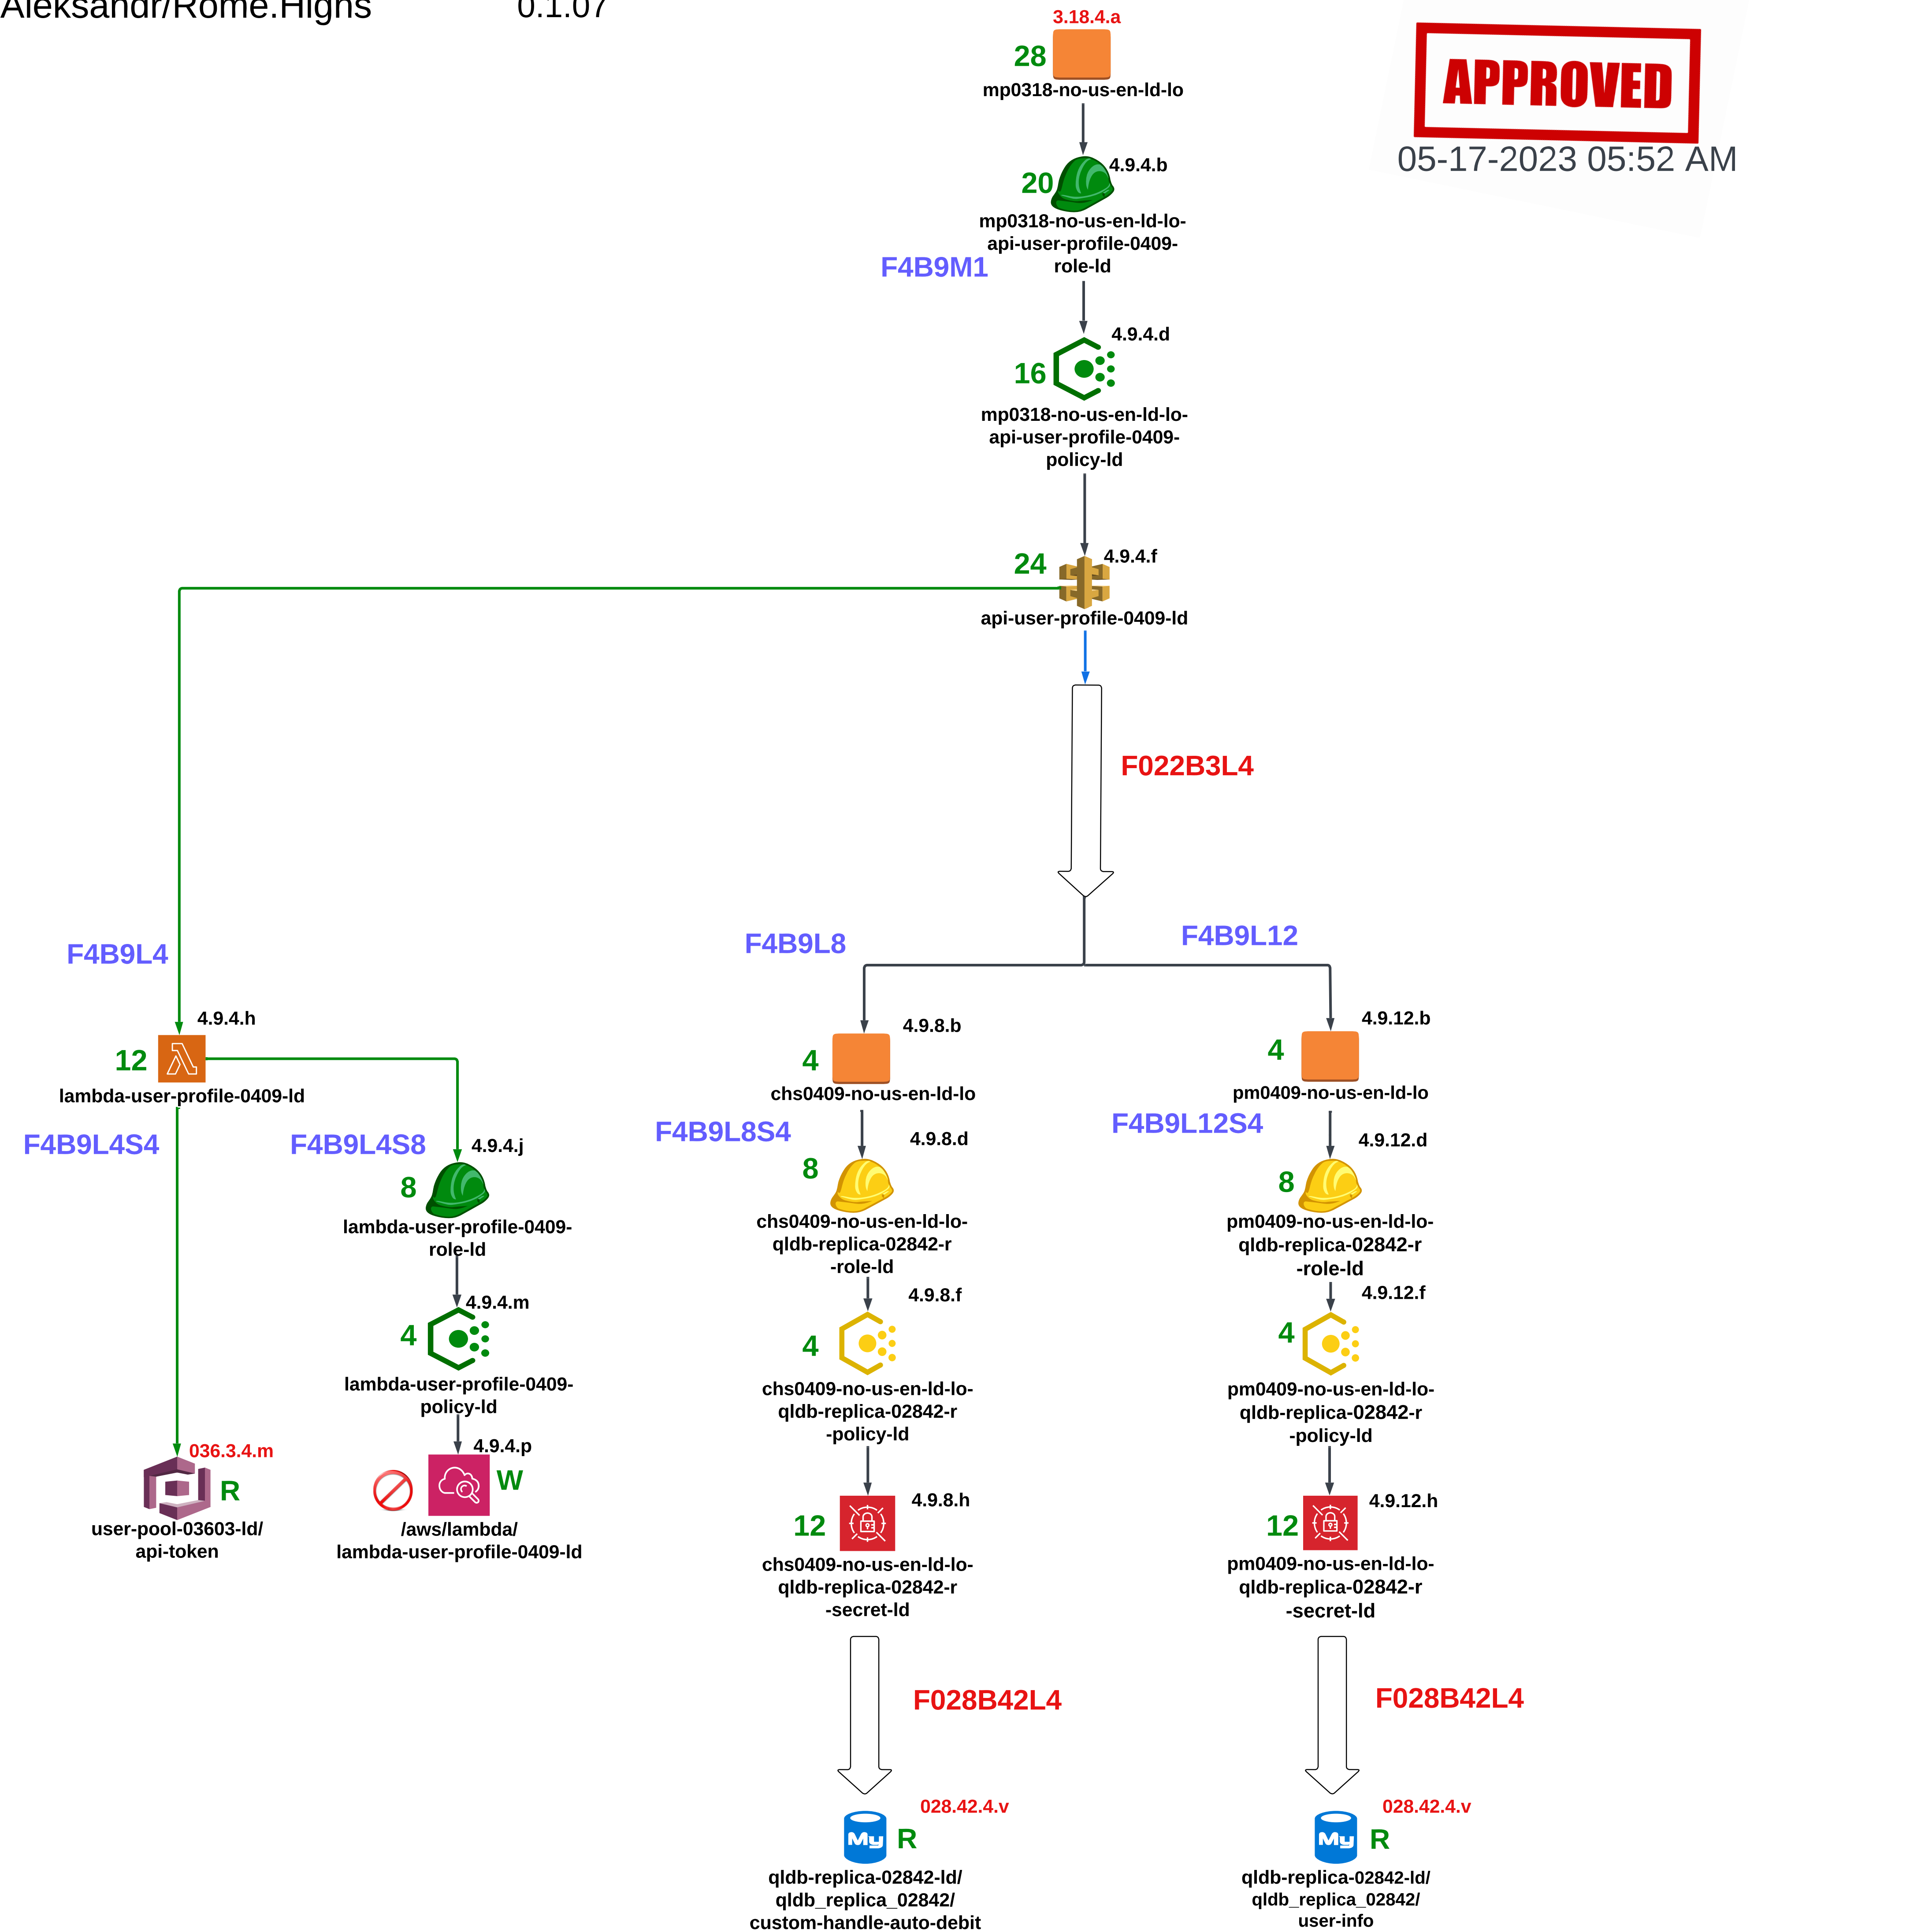 Aleksandr/Rome.Highs
0.1.07
3.18.4.a
28
mp0318-no-us-en-ld-lo
APPROVED
05-17-2023 05:52 AM
4.9.4.b
20
mp0318-no-us-en-ld-lo-
api-user-profile-0409-
role-ld
F4B9M1
4.9.4.d
16
mp0318-no-us-en-ld-lo-
api-user-profile-0409-
policy-ld
4.9.4.f
24
api-user-profile-0409-ld
F022B3L4
F4B9L4
4.9.4.h
12
lambda-user-profile-0409-ld
F4B9L4S4
F4B9L4S8
4.9.4.j
8
lambda-user-profile-0409-
role-ld
4.9.4.m
4
lambda-user-profile-0409-
policy-ld
036.3.4.m
R
user-pool-03603-ld/
api-token
4.9.4.p
W
/aws/lambda/
lambda-user-profile-0409-ld
F4B9L8
4.9.8.b
4
chs0409-no-us-en-ld-lo
F4B9L8S4
4.9.8.d
8
chs0409-no-us-en-ld-lo-
qldb-replica-02842-r
-role-ld
4.9.8.f
4
chs0409-no-us-en-ld-lo-
qldb-replica-02842-r
-policy-ld
4.9.8.h
12
chs0409-no-us-en-ld-lo-
qldb-replica-02842-r
-secret-ld
F028B42L4
028.42.4.v
My
R
qldb-replica-02842-ld/
qldb_replica_02842/
custom-handle-auto-debit
F4B9L12
4.9.12.b
4
pm0409-no-us-en-ld-lo
F4B9L12S4
4.9.12.d
8
pm0409-no-us-en-ld-lo-
qldb-replica-02842-r
-role-ld
4.9.12.f
4
pm0409-no-us-en-ld-lo-
qldb-replica-02842-r
-policy-ld
4.9.12.h
12
pm0409-no-us-en-ld-lo-
qldb-replica-02842-r
-secret-ld
F028B42L4
028.42.4.v
My
R
qldb-replica-02842-ld/
qldb_replica_02842/
user-info